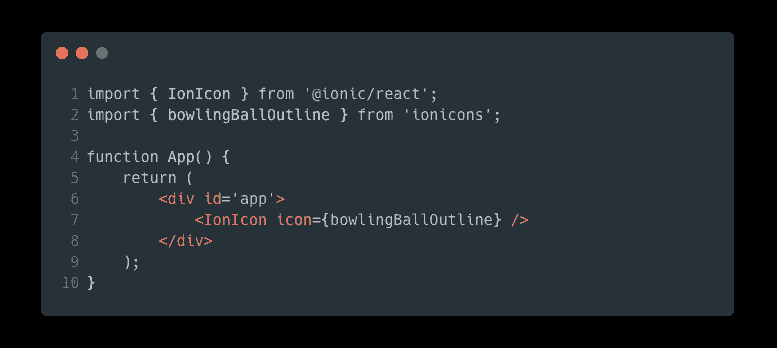 1 import { IonIcon } from '@ionic/react';
2 import { bowlingBallOutline } from 'ionicons';
3
4 function App() {
5     return (
6         <div id='app'>
7             <IonIcon icon={bowlingBallOutline} />
8         </div>
9     );
10 }